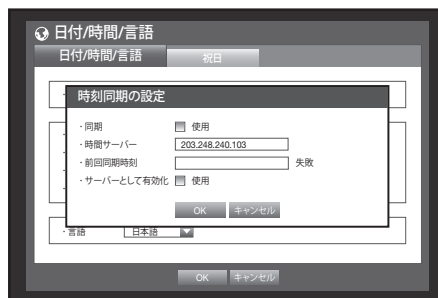 日付/時間/言語
日付/時間/言語 祝日
時刻同期の設定
・同期 使用
・時間サーバー 203.248.240.103
・前回同期時刻 失敗
・サーバーとして有効化 使用
OK キャンセル
・言語 日本語
OK キャンセル